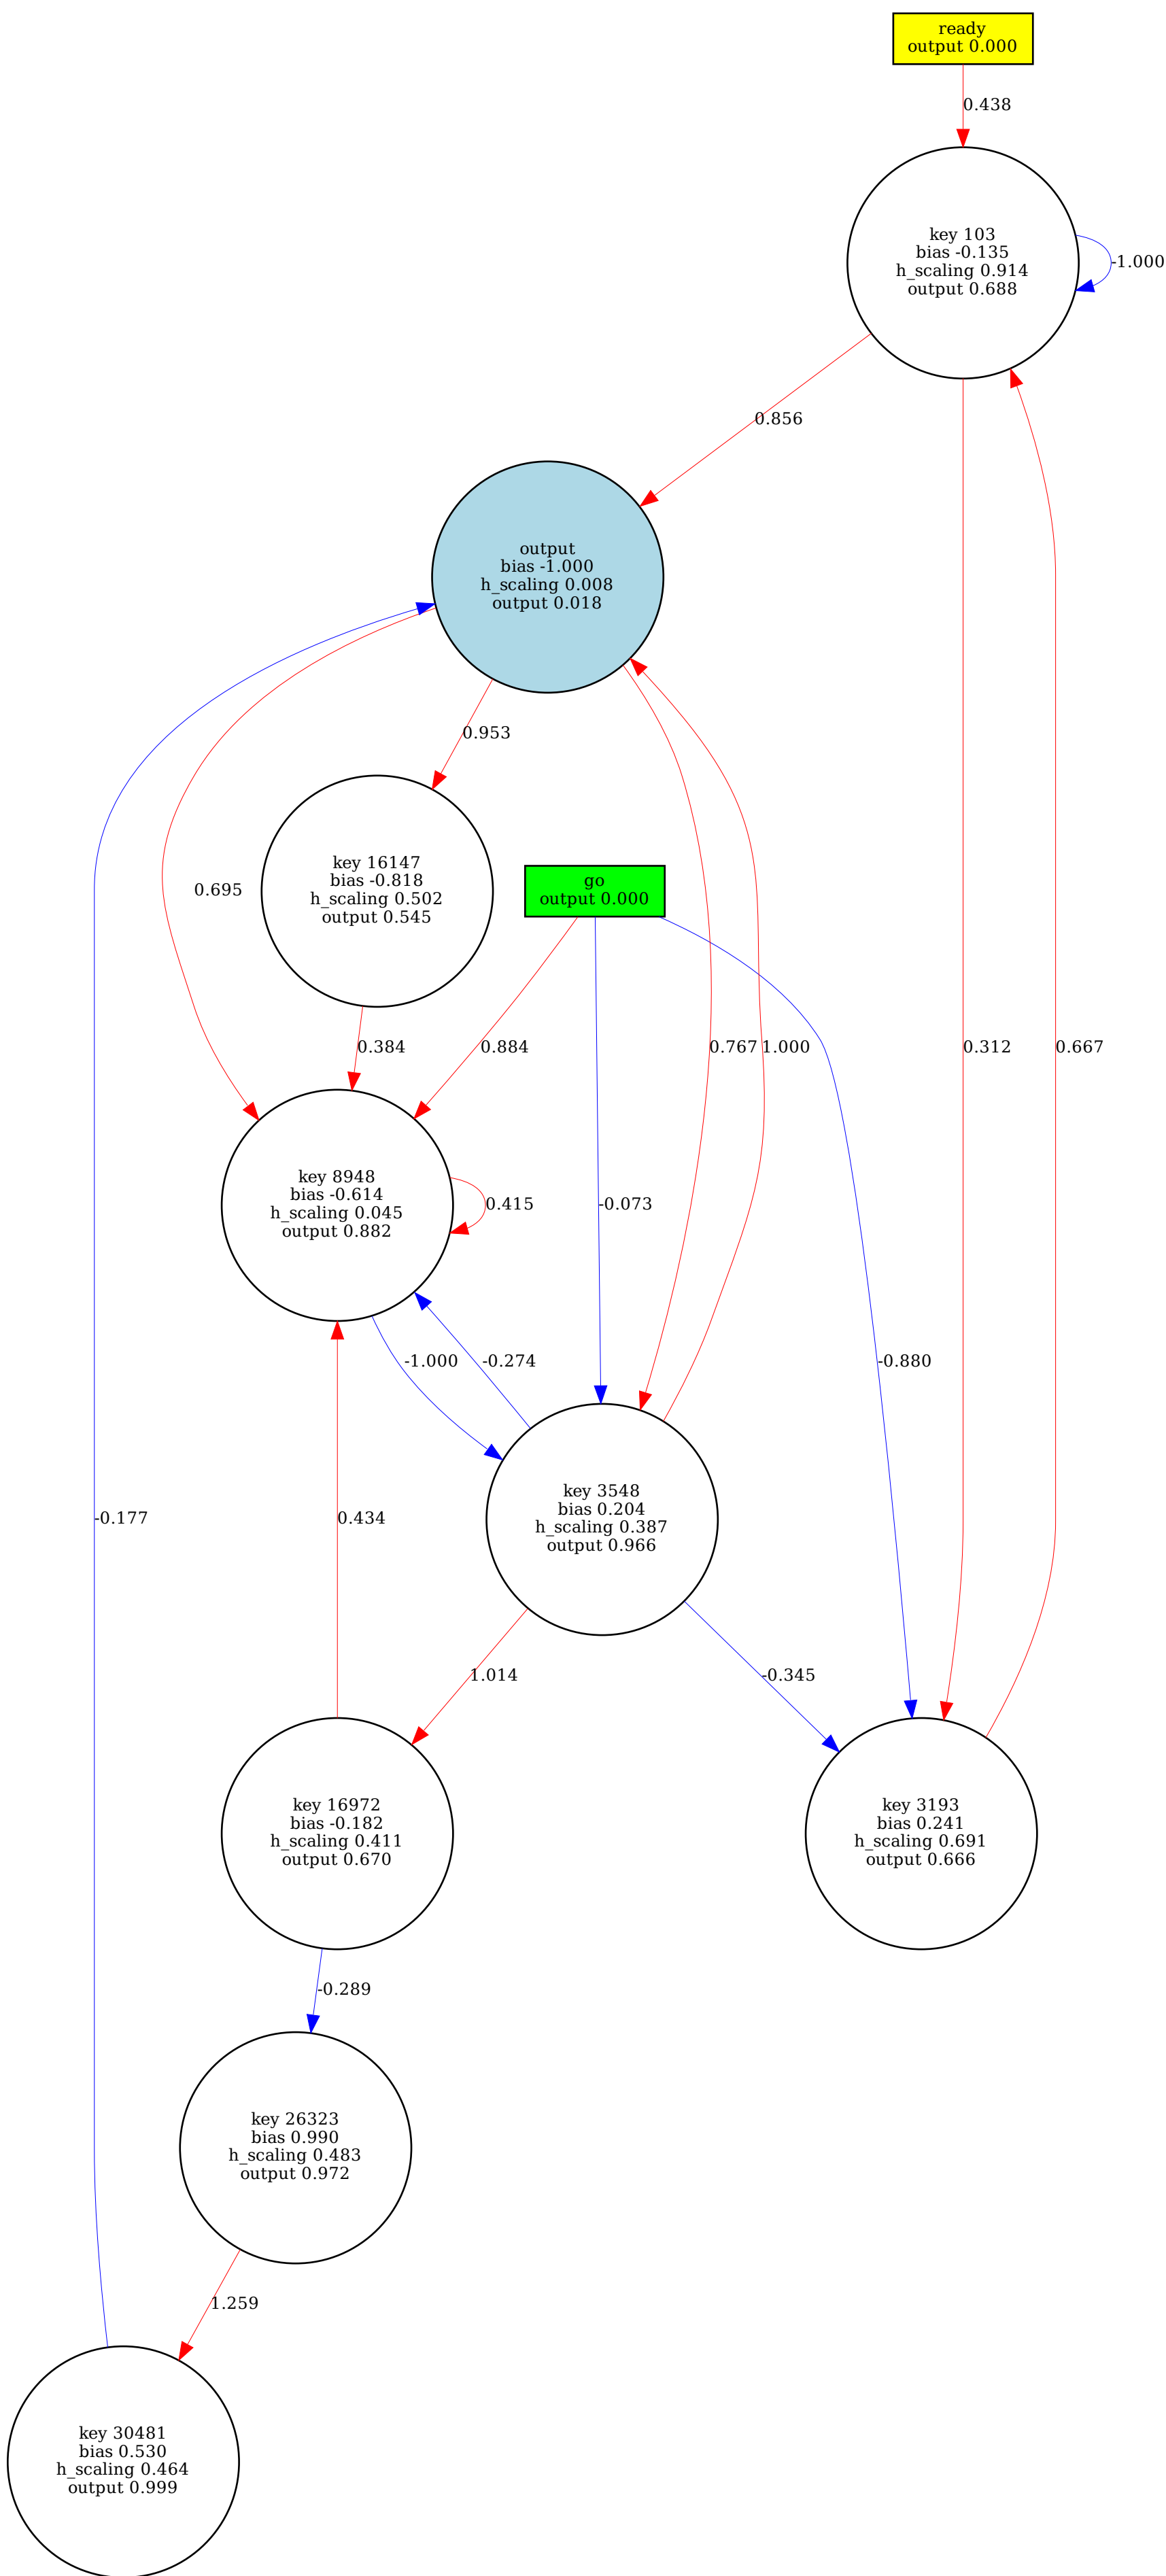 ready
output 0.000
0.438
key 103
bias -0.135
h_scaling 0.914
output 0.688
-1.000
0.856
output
bias -1.000
h_scaling 0.008
output 0.018
0.953
key 16147
bias -0.818
h_scaling 0.502
output 0.545
go
output 0.000
0.695
0.384
0.884
0.767
1.000
0.312
0.667
key 8948
bias -0.614
h_scaling 0.045
output 0.882
0.415
-0.073
-1.000
-0.274
-0.880
key 3548
bias 0.204
h_scaling 0.387
output 0.966
-0.177
0.434
1.014
-0.345
key 16972
bias -0.182
h_scaling 0.411
output 0.670
key 3193
bias 0.241
h_scaling 0.691
output 0.666
-0.289
key 26323
bias 0.990
h_scaling 0.483
output 0.972
1.259
key 30481
bias 0.530
h_scaling 0.464
output 0.999